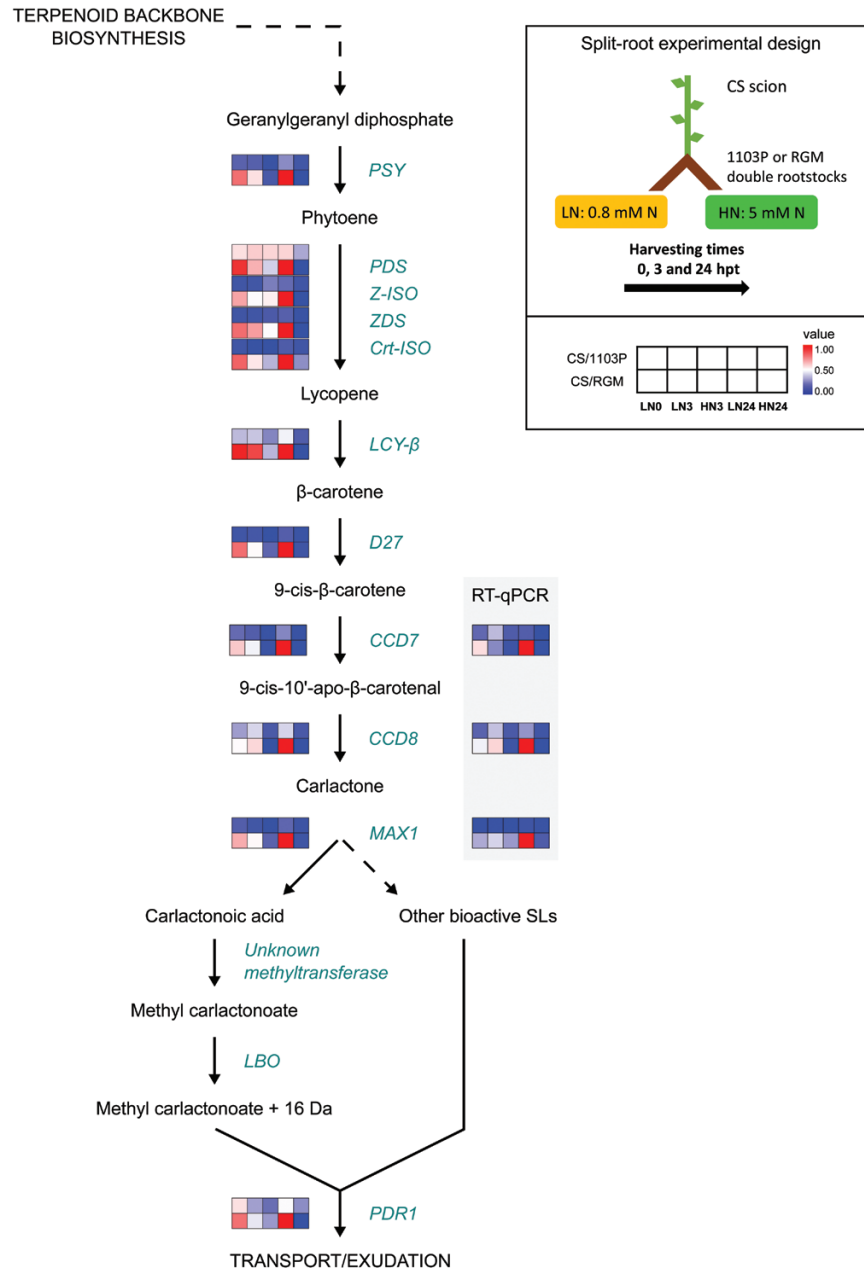 TERPENOID BACKBONE
BIOSYNTHESIS
Geranylgeranyl diphosphate
PSY
Phytoene
PDS
Z-ISO
ZDS
Crt-ISO
Lycopene
LCY-β
β-carotene
D27
9-cis-β-carotene
RT-qPCR
CCD7
9-cis-10'-apo-β-carotenal
CCD8
Carlactone
MAX1
Carlactonoic acid
Other bioactive SLs
Unknown
methyltransferase
Methyl carlactonoate
LBO
Methyl carlactonoate + 16 Da
PDR1
TRANSPORT/EXUDATION
Split-root experimental design
CS scion
1103P or RGM
double rootstocks
LN: 0.8 mM N
HN: 5 mM N
Harvesting times
0, 3 and 24 hpt
value
CS/1103P
CS/RGM
1.00
0.50
0.00
LN0 LN3 HN3 LN24 HN24